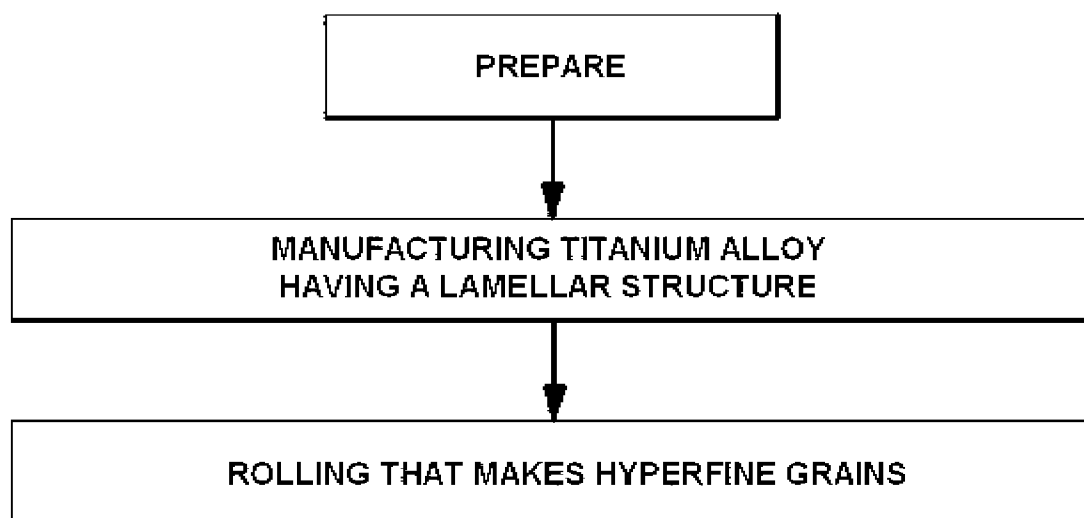 PREPARE
MANUFACTURING TITANIUM ALLOY
HAVING A LAMELLAR STRUCTURE
ROLLING THAT MAKES HYPERFINE GRAINS